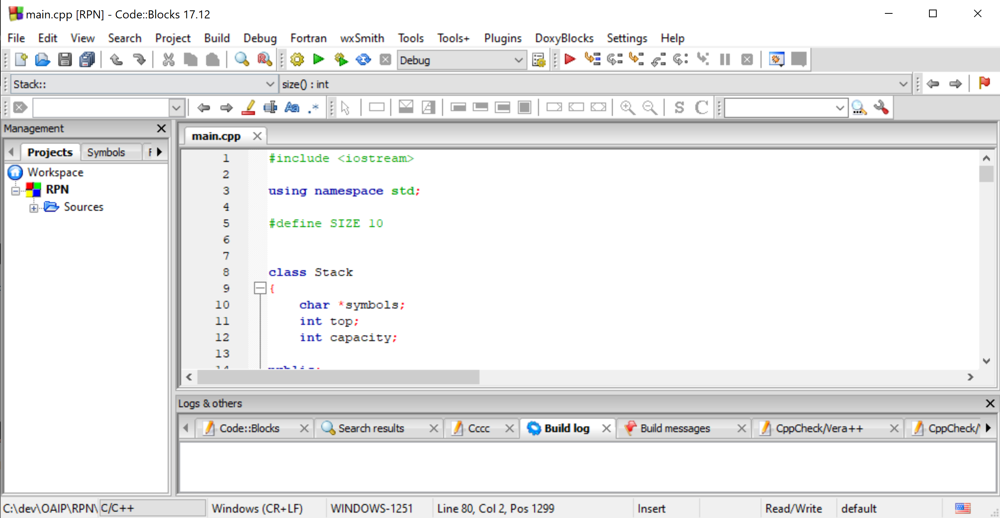 main.cpp [RPN] - Code::Blocks 17.12
File Edit View Search Project Build Debug Fortran wxSmith Tools Tools+ Plugins DoxyBlocks Settings Help
Debug
Stack:: size() : int
Aa .* S C
Management
main.cpp
Projects Symbols
Workspace
RPN
Sources
1 #include <iostream>
2
3 using namespace std;
4
5 #define SIZE 10
6
7
8 class Stack
9 {
10 char *symbols;
11 int top;
12 int capacity;
13
14 public:
Logs & others
Code::Blocks Search results Cccc Build log Build messages CppCheck/Vera++ CppCheck/
C:\dev\OAIP\RPN\ C/C++ Windows (CR+LF) WINDOWS-1251 Line 80, Col 2, Pos 1299 Insert Read/Write default